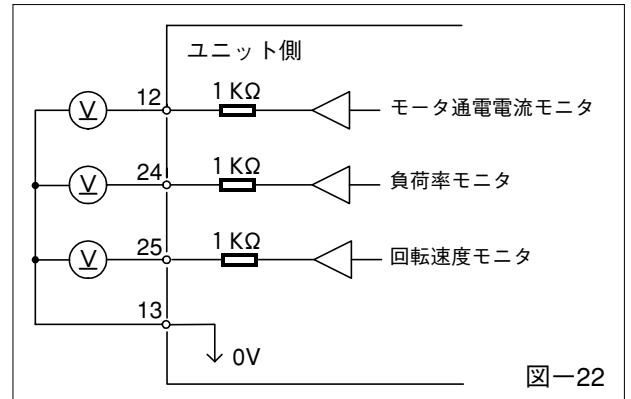 ユニット側
12
1 KΩ
V
モータ通電電流モニタ
24
1 KΩ
V
負荷率モニタ
25
1 KΩ
V
回転速度モニタ
13
0V
図ー22